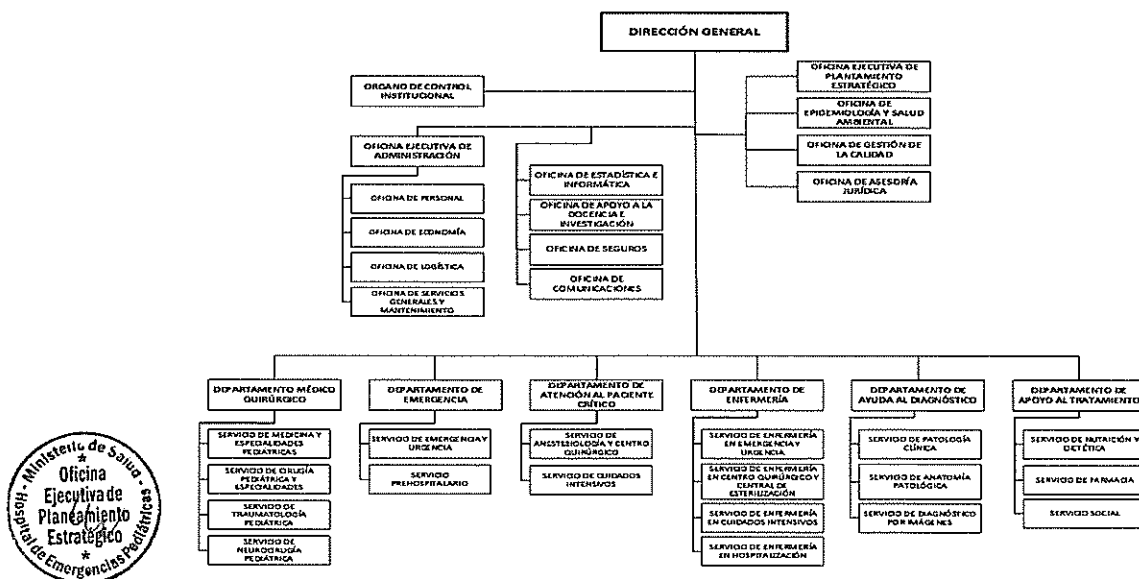 DIRECCIÓN GENERAL
ORGANO DE CONTROL
INSTITUCIONAL
OFICINA EJECUTIVA DE
PLANTAMIENTO
ESTRATÉGICO
OFICINA DE
EPIDEMIOLOGÍA Y SALUD
AMBIENTAL
OFICINA DE GESTIÓN DE
LA CALIDAD
OFICINA DE ASESORÍA
JURÍDICA
OFICINA EJECUTIVA DE
ADMINISTRACIÓN
OFICINA DE PERSONAL
OFICINA DE ECONOMÍA
OFICINA DE LOGÍSTICA
OFICINA DE SERVICIOS
GENERALES Y
MANTENIMIENTO
OFICINA DE ESTADÍSTICA E
INFORMÁTICA
OFICINA DE APOYO A LA
DOCENCIA E
INVESTIGACIÓN
OFICINA DE SEGUROS
OFICINA DE
COMUNICACIONES
DEPARTAMENTO MÉDICO
QUIRÚRGICO
SERVICIO DE MEDICINA Y
ESPECIALIDADES
PEDIÁTRICAS
SERVICIO DE CIRUGÍA
PEDIÁTRICA Y
ESPECIALIDADES
SERVICIO DE
TRAUMATOLOGÍA
PEDIÁTRICA
SERVICIO DE
NEUROCIRUGÍA
PEDIÁTRICA
DEPARTAMENTO DE
EMERGENCIA
SERVICIO DE EMERGENCIA Y
URGENCIA
SERVICIO
PREHOSPITALARIO
DEPARTAMENTO DE
ATENCIÓN AL PACIENTE
CRÍTICO
SERVICIO DE
ANESTESIOLOGÍA Y CENTRO
QUIRÚRGICO
SERVICIO DE CUIDADOS
INTENSIVOS
DEPARTAMENTO DE
ENFERMERÍA
SERVICIO DE ENFERMERÍA
EN EMERGENCIA Y
URGENCIA
SERVICIO DE ENFERMERÍA
EN CENTRO QUIRÚRGICO Y
CENTRAL DE
ESTERILIZACIÓN
SERVICIO DE ENFERMERÍA
EN CUIDADOS INTENSIVOS
SERVICIO DE ENFERMERÍA
EN HOSPITALIZACIÓN
DEPARTAMENTO DE
AYUDA AL DIAGNÓSTICO
SERVICIO DE PATOLOGÍA
CLÍNICA
SERVICIO DE ANATOMÍA
PATOLÓGICA
SERVICIO DE DIAGNÓSTICO
POR IMÁGENES
DEPARTAMENTO DE
APOYO AL TRATAMIENTO
SERVICIO DE NUTRICIÓN Y
DIETÉTICA
SERVICIO DE FARMACIA
SERVICIO SOCIAL
Ministerio de Salud
Oficina
Ejecutiva de
Planeamiento
Estratégico
Hospital de Emergencias Pediátricas